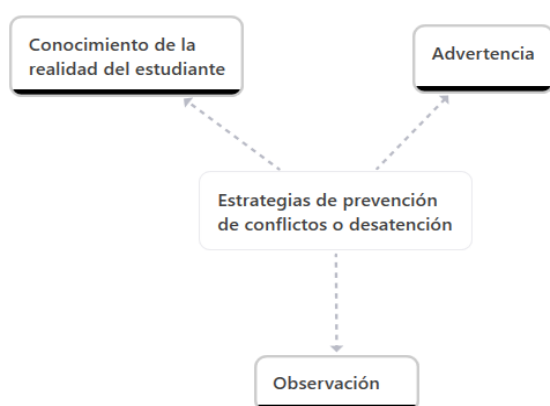 Conocimiento de la
realidad del estudiante
Advertencia
Estrategias de prevención
de conflictos o desatención
Observación